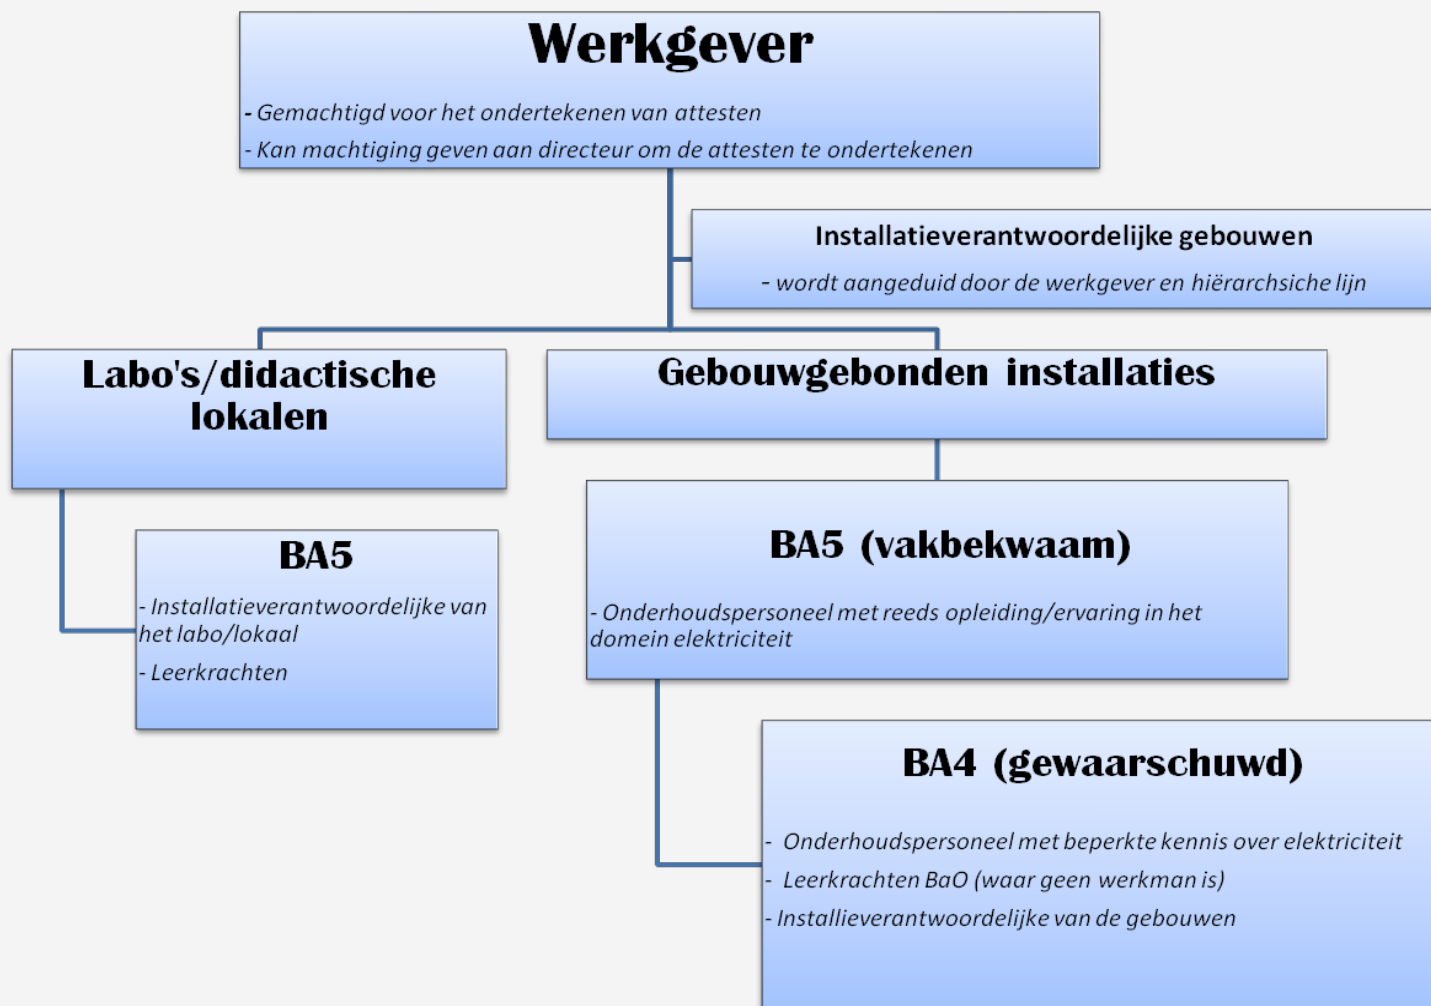 Werkgever
- Gemachtigd voor het ondertekenen van attesten
- Kan machtiging geven aan directeur om de attesten te ondertekenen
Installatieverantwoordelijke gebouwen
- wordt aangeduid door de werkgever en hiërarchsiche lijn
Labo's/didactische
lokalen
Gebouwgebonden installaties
BA5
- Installatieverantwoordelijke van
het labo/lokaal
- Leerkrachten
BA5 (vakbekwaam)
- Onderhoudspersoneel met reeds opleiding/ervaring in het
domein elektriciteit
BA4 (gewaarschuwd)
- Onderhoudspersoneel met beperkte kennis over elektriciteit
- Leerkrachten BaO (waar geen werkman is)
- Installieverantwoordelijke van de gebouwen